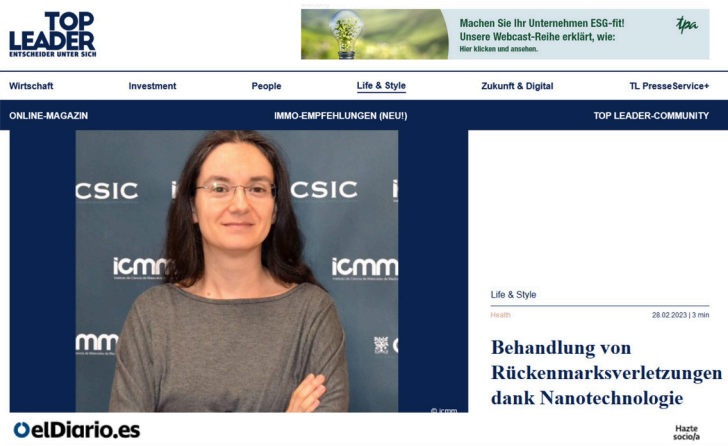 TOP
LEADER
ENTSCHEIDER UNTER SICH
Machen Sie Ihr Unternehmen ESG-fit!
Unsere Webcast-Reihe erklärt, wie:
Hier klicken und ansehen.
tpa
Wirtschaft Investment People Life & Style Zukunft & Digital TL PresseService+
ONLINE-MAGAZIN IMMO-EMPFEHLUNGEN (NEU!) TOP LEADER-COMMUNITY
CSIC i CSIC i
icmm icmm
mm
© icmm
Life & Style
Health 28.02.2023 | 3 min
Behandlung von
Rückenmarksverletzungen
dank Nanotechnologie
elDiario.es
Hazte
socio/a